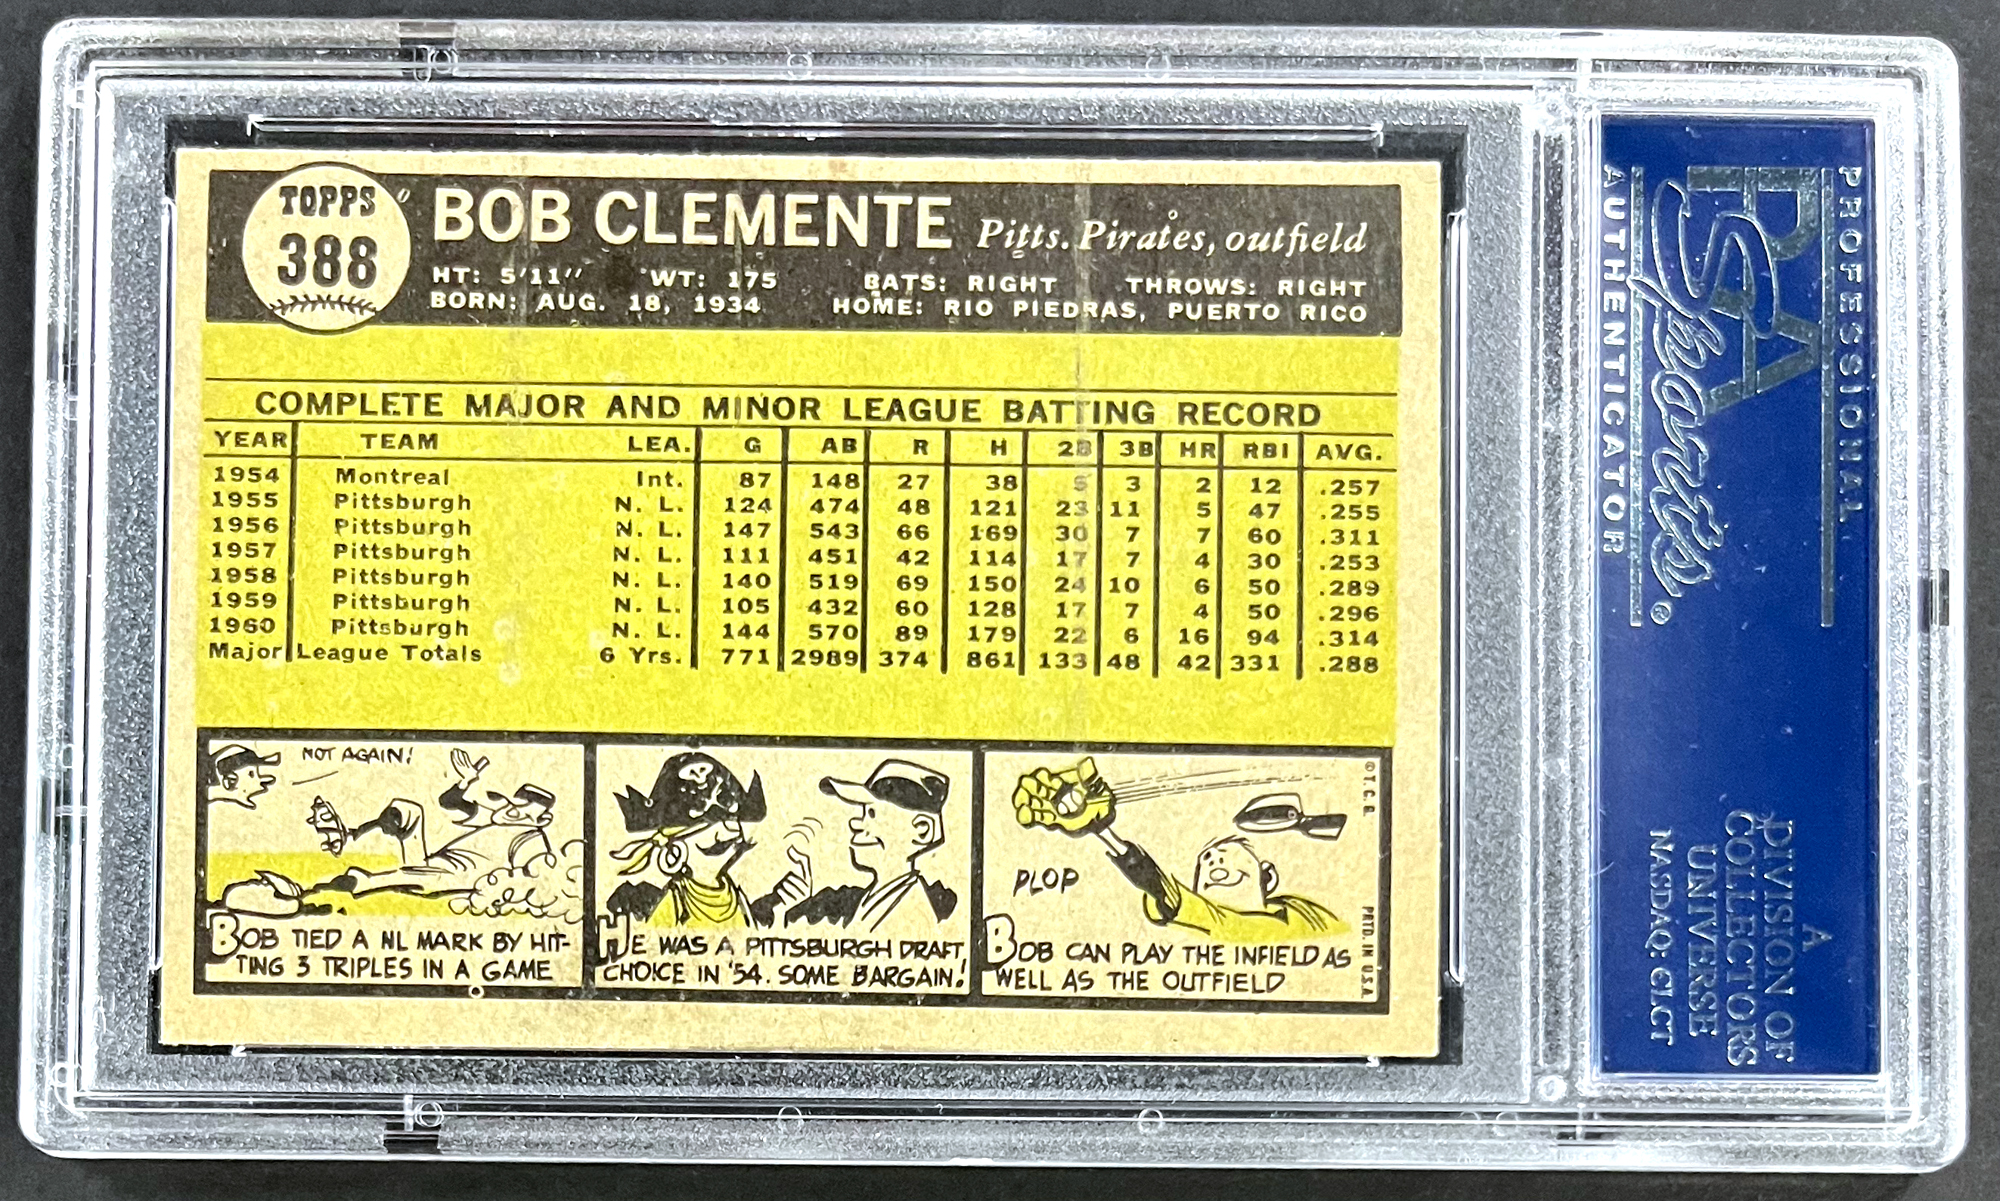 TOPPS
388
BOB CLEMENTE Pitts. Pirates, outfield
HT: 5'11" WT: 175 BATS: RIGHT THROWS: RIGHT
BORN: AUG. 18, 1934 HOME: RIO PIEDRAS, PUERTO RICO
COMPLETE MAJOR AND MINOR LEAGUE BATTING RECORD
YEAR TEAM LEA. G AB R H 2B 3B HR RBI AVG.
1954 Montreal Int. 87 148 27 38 5 3 2 12 .257
1955 Pittsburgh N. L. 124 474 48 121 23 11 5 47 .255
1956 Pittsburgh N. L. 147 543 66 169 30 7 7 60 .311
1957 Pittsburgh N. L. 111 451 42 114 17 7 4 30 .253
1958 Pittsburgh N. L. 140 519 69 150 24 10 6 50 .289
1959 Pittsburgh N. L. 105 432 60 128 17 7 4 50 .296
1960 Pittsburgh N. L. 144 570 89 179 22 6 16 94 .314
Major League Totals 6 Yrs. 771 2989 374 861 133 48 42 331 .288
NOT AGAIN!
BOB TIED A NL MARK BY HIT-
TING 3 TRIPLES IN A GAME
HE WAS A PITTSBURGH DRAFT
CHOICE IN '54. SOME BARGAIN!
PLOP
BOB CAN PLAY THE INFIELD AS
WELL AS THE OUTFIELD
© T.C.G.
PRTD. IN U.S.A.
PROFESSIONAL
PSA
Sports
AUTHENTICATOR
®
A
DIVISION OF
COLLECTORS
UNIVERSE
NASDAQ: CLCT